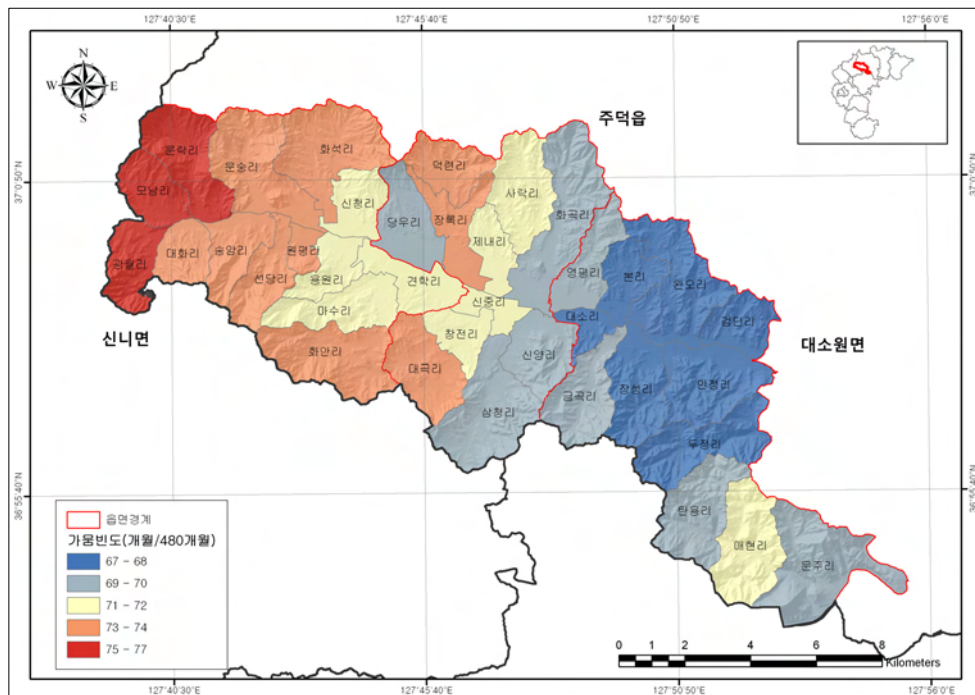 127°40'30"E 127°45'40"E 127°50'50"E 127°56'0"E
N
W E
S
주덕읍
37°0'50"N
37°0'50"N
문락리
문숭리
화석리
덕련리
모남리
신청리
사락리
화곡리
당우리
장록리
제내리
광월리
대화리
송암리
원평리
선당리
용원리
견학리
영평리
본리
완오리
신중리
마수리
대소리
검단리
창전리
신니면
화안리
대곡리
신양리
대소원면
금곡리
장성리
만정리
삼청리
두정리
36°55'40"N
36°55'40"N
탄용리
매현리
문주리
읍면경계
가뭄빈도(개월/480개월)
67 - 68
69 - 70
71 - 72
73 - 74
75 - 77
0 1 2 4 6 8
Kilometers
127°40'30"E 127°45'40"E 127°50'50"E 127°56'0"E